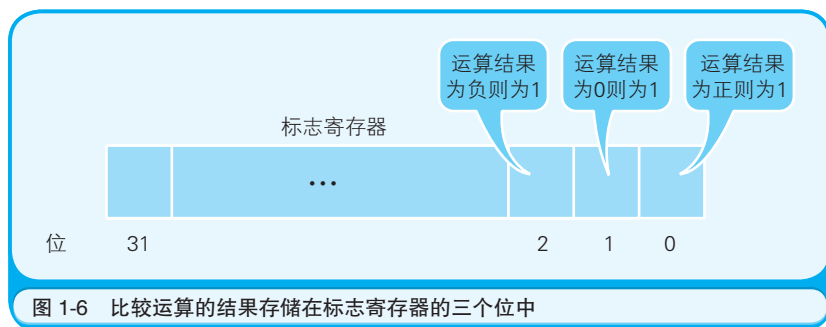 运算结果
为负则为1
运算结果
为0则为1
运算结果
为正则为1
标志寄存器
…
位 31 2 1 0
图 1-6 比较运算的结果存储在标志寄存器的三个位中